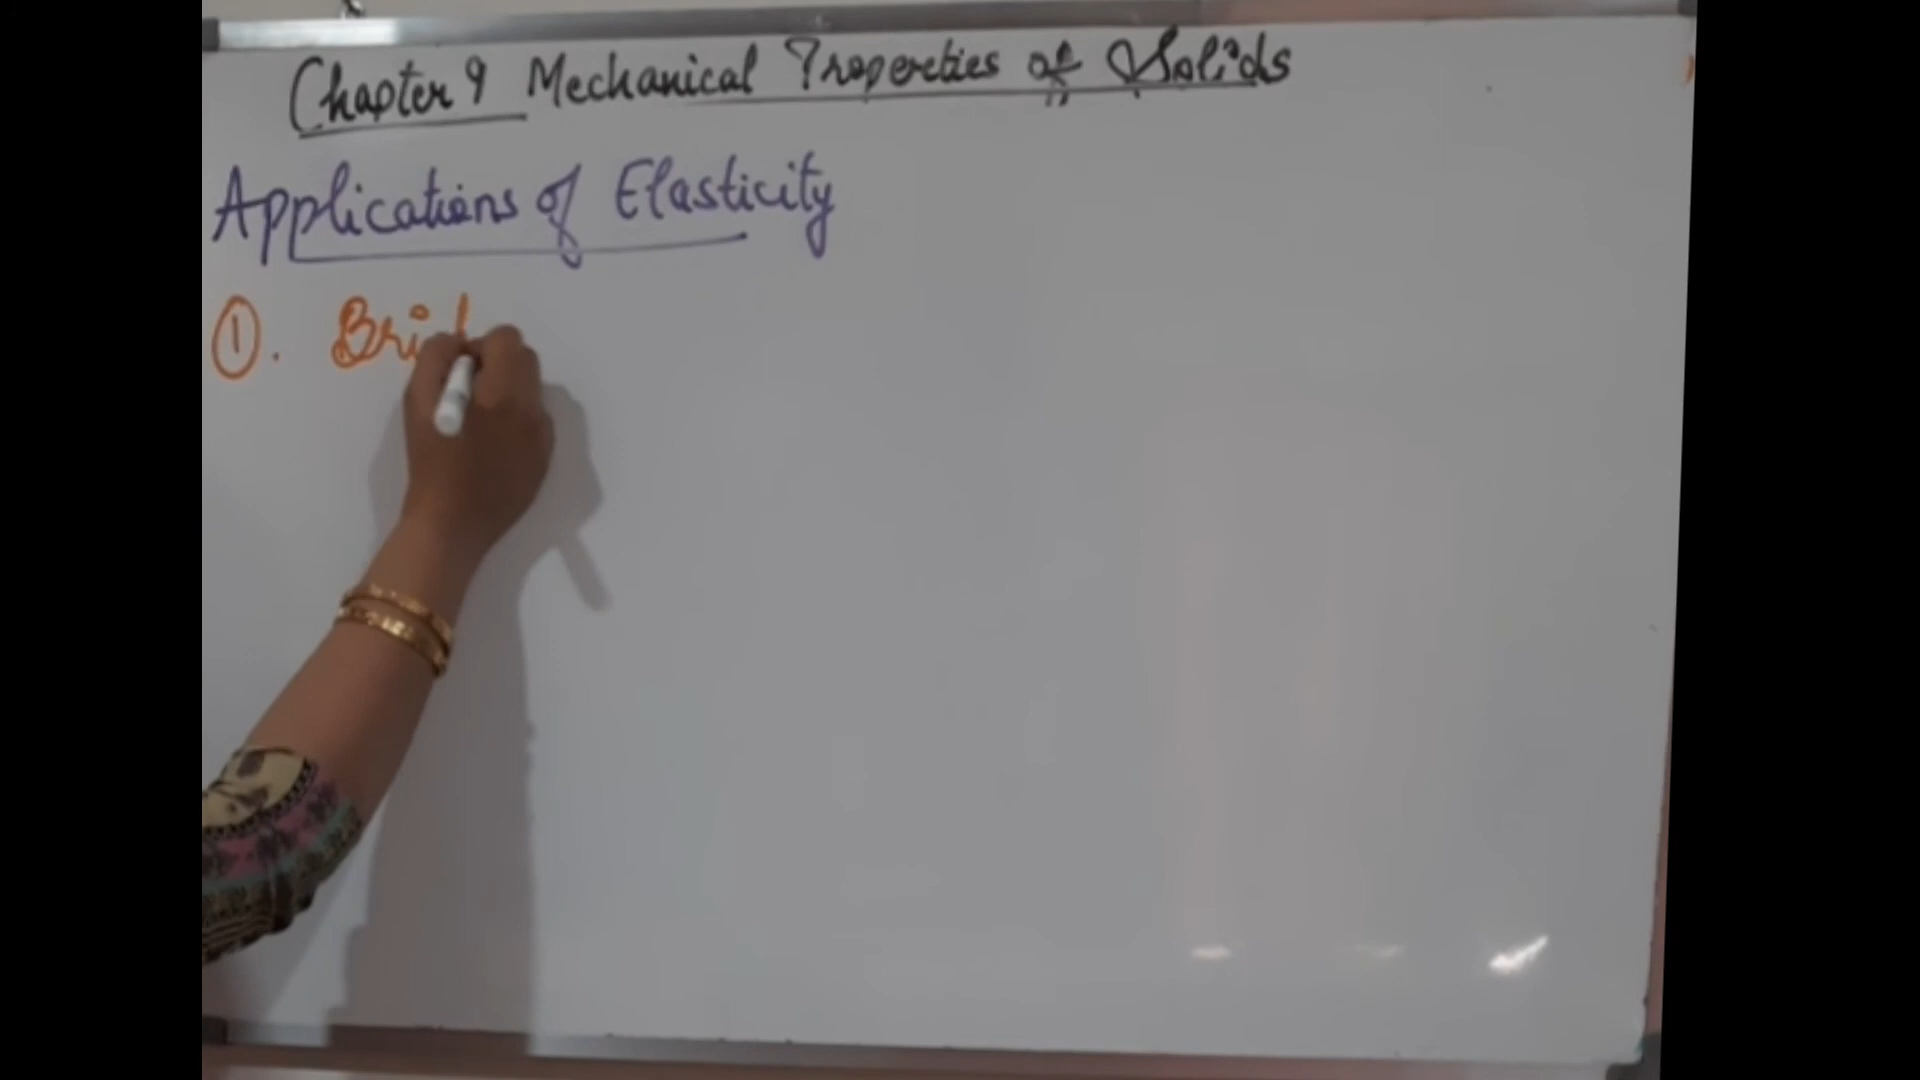 Chapter 9 Mechanical Properties of Solids
Applications of Elasticity
①. Brid